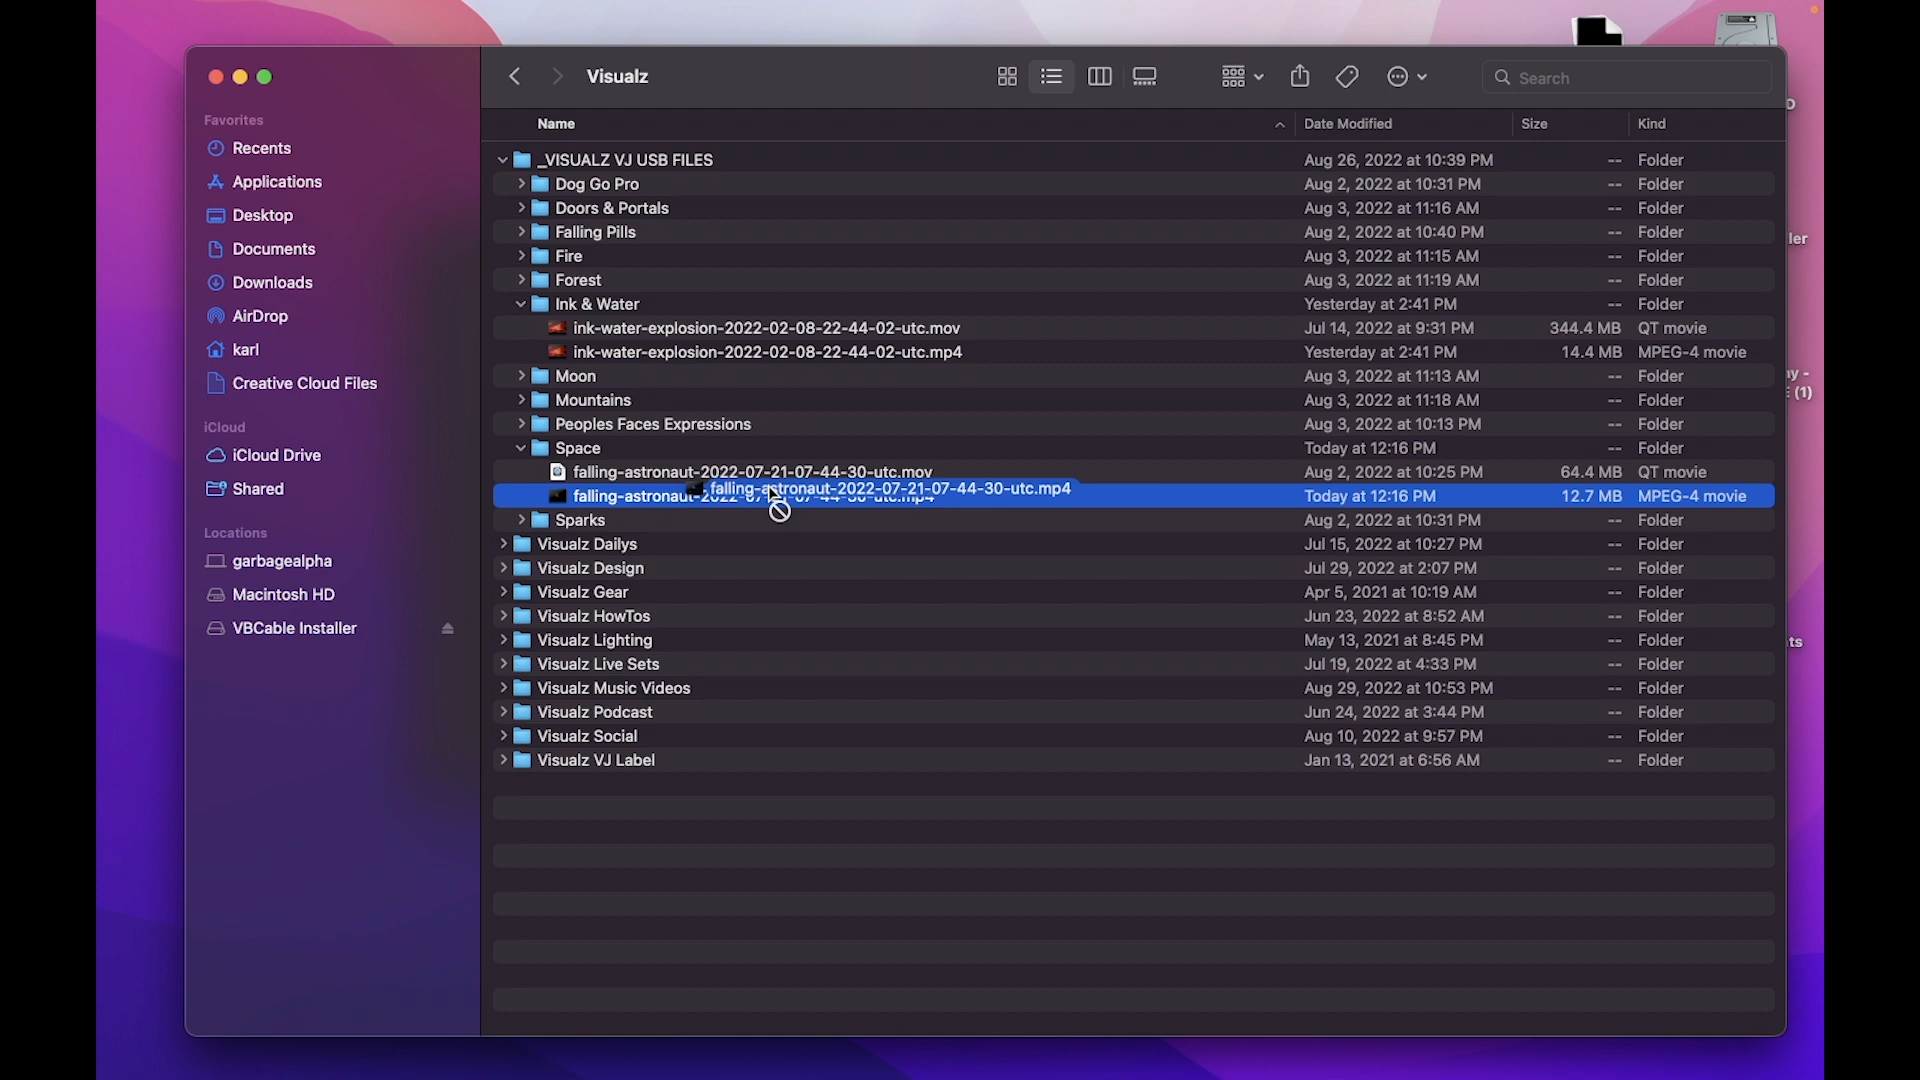 Visualz
Search
Favorites
Recents
Applications
Desktop
Documents
Downloads
AirDrop
karl
Creative Cloud Files
iCloud
iCloud Drive
Shared
Locations
garbagealpha
Macintosh HD
VBCable Installer
Name Date Modified Size Kind
_VISUALZ VJ USB FILES Aug 26, 2022 at 10:39 PM -- Folder
Dog Go Pro Aug 2, 2022 at 10:31 PM -- Folder
Doors & Portals Aug 3, 2022 at 11:16 AM -- Folder
Falling Pills Aug 2, 2022 at 10:40 PM -- Folder
Fire Aug 3, 2022 at 11:15 AM -- Folder
Forest Aug 3, 2022 at 11:19 AM -- Folder
Ink & Water Yesterday at 2:41 PM -- Folder
ink-water-explosion-2022-02-08-22-44-02-utc.mov Jul 14, 2022 at 9:31 PM 344.4 MB QT movie
ink-water-explosion-2022-02-08-22-44-02-utc.mp4 Yesterday at 2:41 PM 14.4 MB MPEG-4 movie
Moon Aug 3, 2022 at 11:13 AM -- Folder
Mountains Aug 3, 2022 at 11:18 AM -- Folder
Peoples Faces Expressions Aug 3, 2022 at 10:13 PM -- Folder
Space Today at 12:16 PM -- Folder
falling-astronaut-2022-07-21-07-44-30-utc.mov Aug 2, 2022 at 10:25 PM 64.4 MB QT movie
falling-astronaut-2022-07-21-07-44-30-utc.mp4
falling-astronaut-2022-07-21-07-44-30-utc.mp4 Today at 12:16 PM 12.7 MB MPEG-4 movie
Sparks Aug 2, 2022 at 10:31 PM -- Folder
Visualz Dailys Jul 15, 2022 at 10:27 PM -- Folder
Visualz Design Jul 29, 2022 at 2:07 PM -- Folder
Visualz Gear Apr 5, 2021 at 10:19 AM -- Folder
Visualz HowTos Jun 23, 2022 at 8:52 AM -- Folder
Visualz Lighting May 13, 2021 at 8:45 PM -- Folder
Visualz Live Sets Jul 19, 2022 at 4:33 PM -- Folder
Visualz Music Videos Aug 29, 2022 at 10:53 PM -- Folder
Visualz Podcast Jun 24, 2022 at 3:44 PM -- Folder
Visualz Social Aug 10, 2022 at 9:57 PM -- Folder
Visualz VJ Label Jan 13, 2021 at 6:56 AM -- Folder